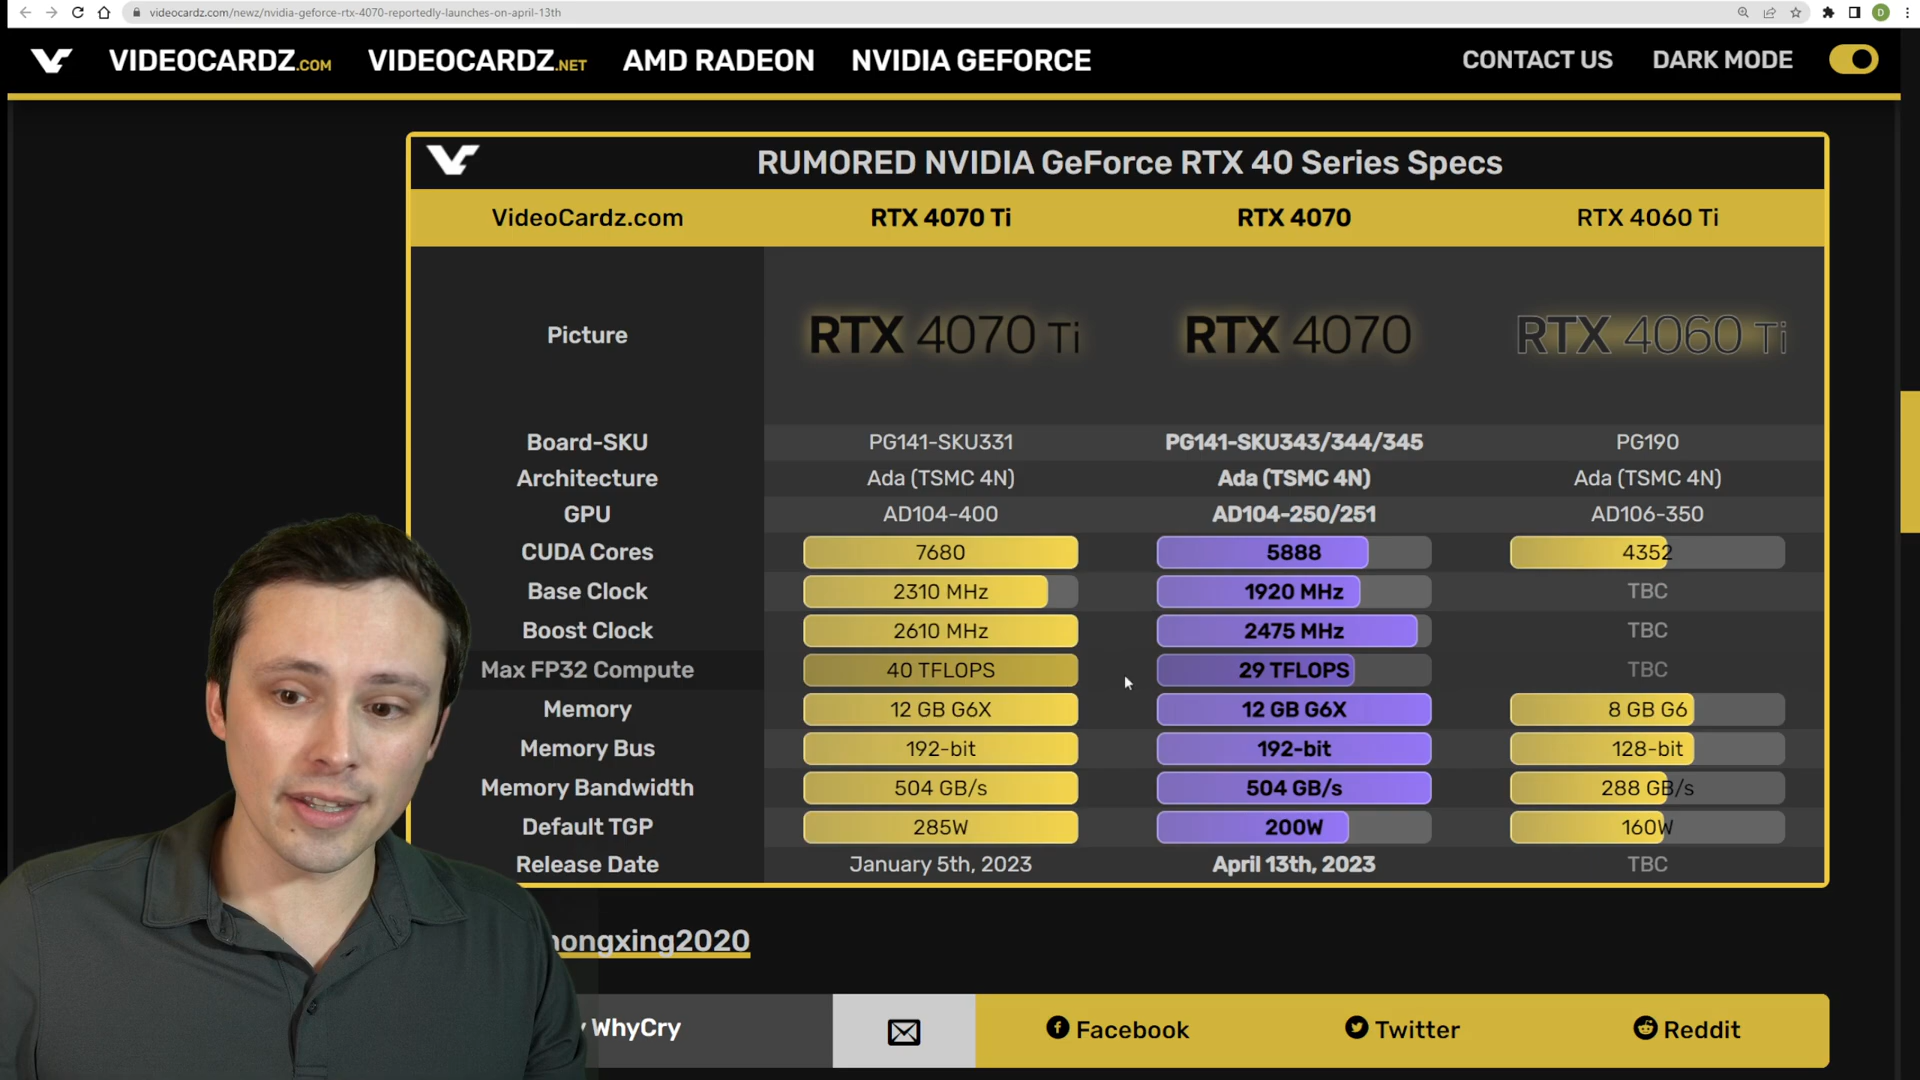 videocardz.com/newz/nvidia-geforce-rtx-4070-reportedly-launches-on-april-13th
D
VIDEOCARDZ.COM VIDEOCARDZ.NET AMD RADEON NVIDIA GEFORCE CONTACT US DARK MODE
RUMORED NVIDIA GeForce RTX 40 Series Specs
VideoCardz.com RTX 4070 Ti RTX 4070 RTX 4060 Ti
Picture RTX 4070 Ti RTX 4070 RTX 4060 Ti
Board-SKU PG141-SKU331 PG141-SKU343/344/345 PG190
Architecture Ada (TSMC 4N) Ada (TSMC 4N) Ada (TSMC 4N)
GPU AD104-400 AD104-250/251 AD106-350
CUDA Cores 7680 5888 4352
Base Clock 2310 MHz 1920 MHz TBC
Boost Clock 2610 MHz 2475 MHz TBC
Max FP32 Compute 40 TFLOPS 29 TFLOPS TBC
Memory 12 GB G6X 12 GB G6X 8 GB G6
Memory Bus 192-bit 192-bit 128-bit
Memory Bandwidth 504 GB/s 504 GB/s 288 GB/s
Default TGP 285W 200W 160W
Release Date January 5th, 2023 April 13th, 2023 TBC
hongxing2020
y WhyCry Facebook Twitter Reddit